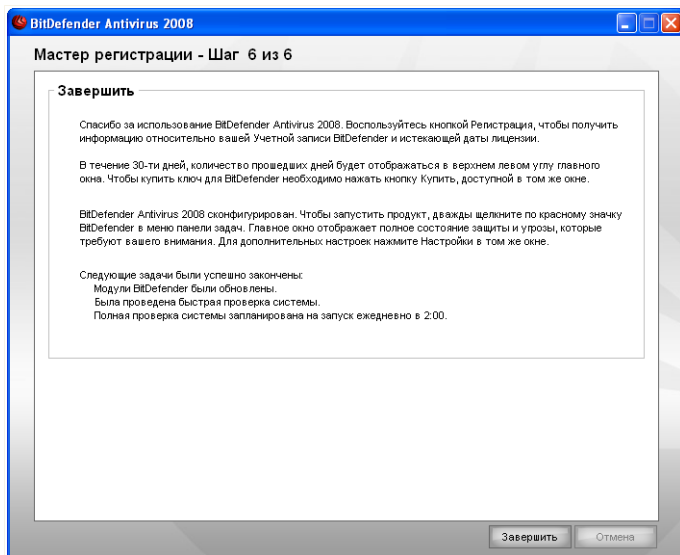 BitDefender Antivirus 2008
Мастер регистрации - Шаг 6 из 6
Завершить
Спасибо за использование BitDefender Antivirus 2008. Воспользуйтесь кнопкой Регистрация, чтобы получить
информацию относительно вашей Учетной записи BitDefender и истекающей даты лицензии.
В течение 30-ти дней, количество прошедших дней будет отображаться в верхнем левом углу главного
окна. Чтобы купить ключ для BitDefender необходимо нажать кнопку Купить, доступной в том же окне.
BitDefender Antivirus 2008 сконфигурирован. Чтобы запустить продукт, дважды щелкните по красному значку
BitDefender в меню панели задач. Главное окно отображает полное состояние защиты и угрозы, которые
требуют вашего внимания. Для дополнительных настроек нажмите Настройки в том же окне.
Следующие задачи были успешно закончены:
Модули BitDefender были обновлены.
Была проведена быстрая проверка системы.
Полная проверка системы запланирована на запуск ежедневно в 2:00.
Завершить
Отмена